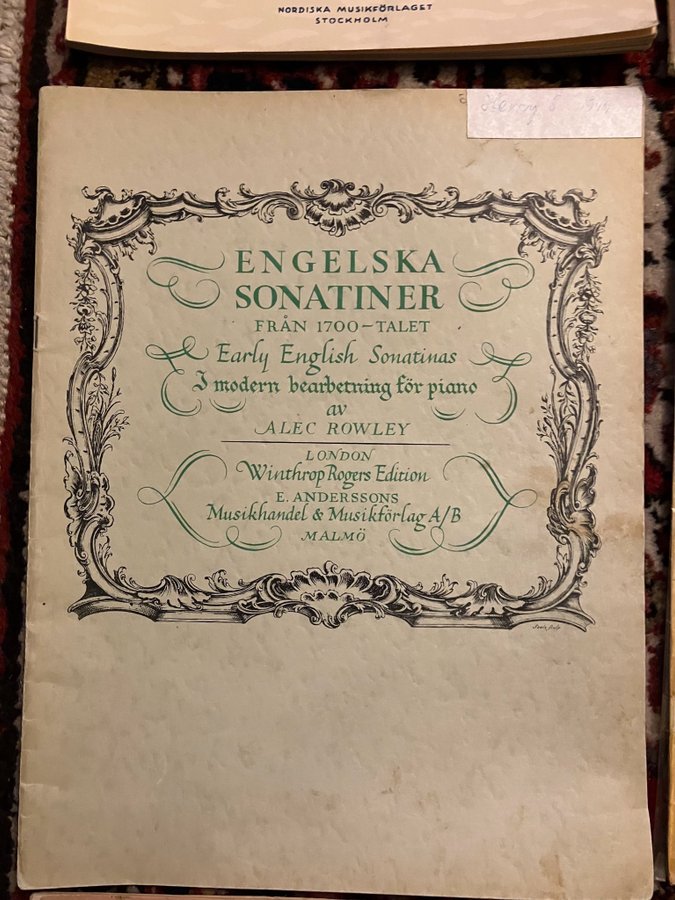 NORDISKA MUSIKFÖRLAGET
STOCKHOLM
ENGELSKA
SONATINER
FRÅN 1700-TALET
Early English Sonatinas
I modern bearbetning för piano
av
ALEC ROWLEY
LONDON
Winthrop Rogers Edition
E. ANDERSSONS
Musikhandel & Musikförlag A/B
MALMÖ